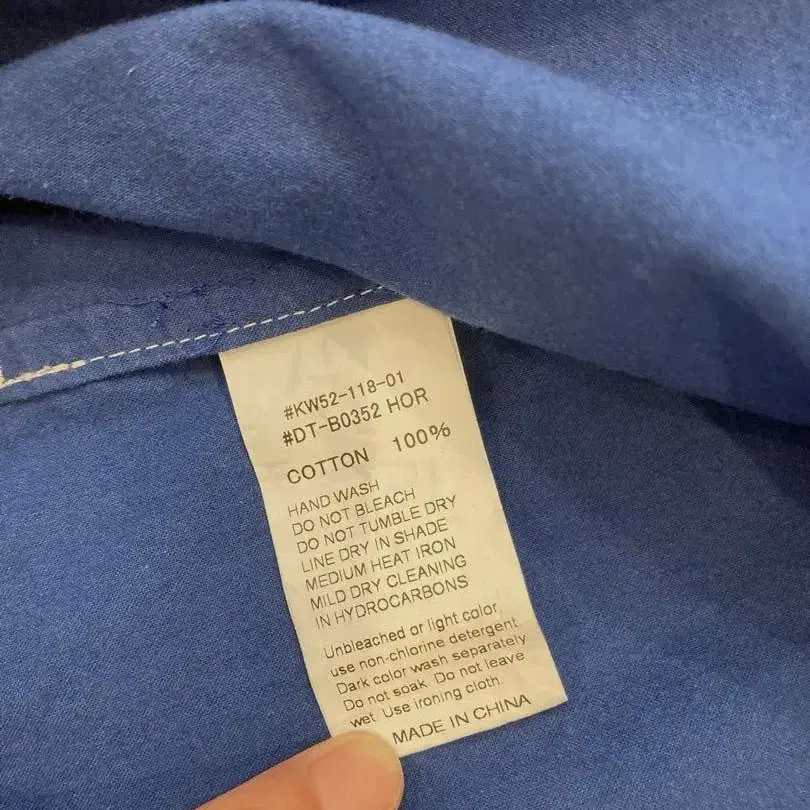 #KW52-118-01
#DT-B0352 HOR
COTTON 100%
HAND WASH
DO NOT BLEACH
DO NOT TUMBLE DRY
LINE DRY IN SHADE
MEDIUM HEAT IRON
MILD DRY CLEANING
IN HYDROCARBONS
Unbleached or light color
use non-chlorine detergent.
Dark color wash separately
Do not soak. Do not leave
wet. Use ironing cloth.
MADE IN CHINA